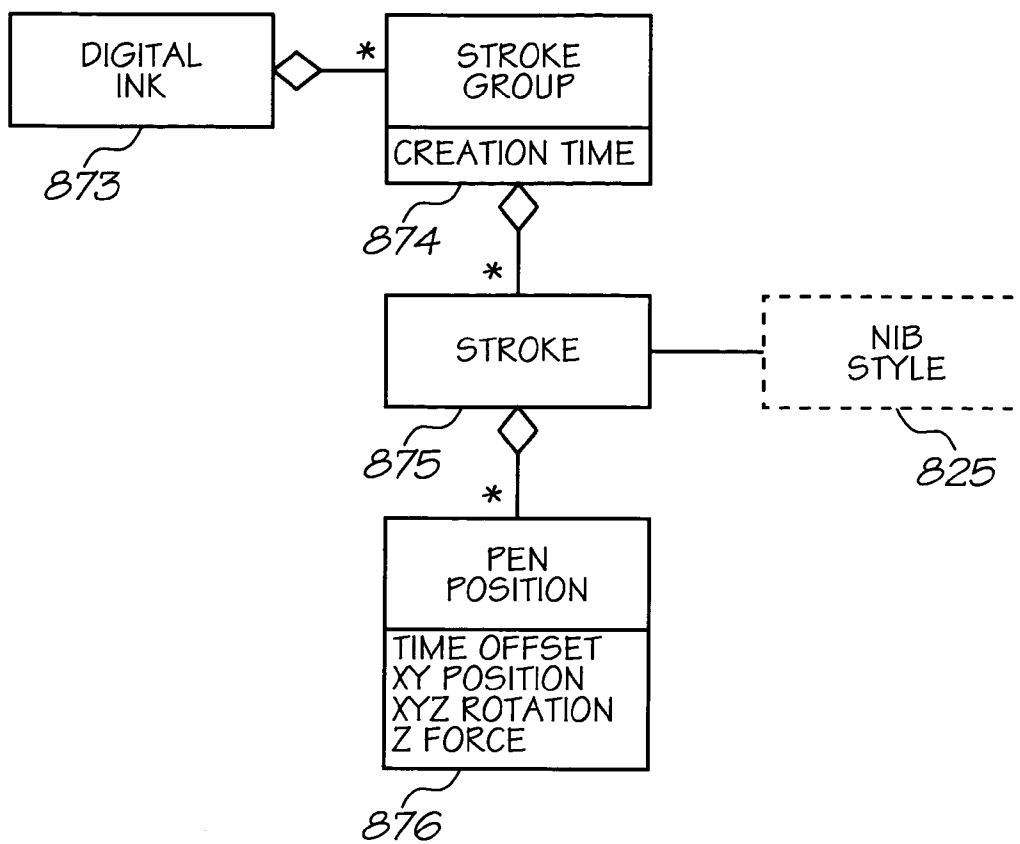 DIGITAL
INK
873
*
STROKE
GROUP
CREATION TIME
874
*
STROKE
875
NIB
STYLE
825
*
PEN
POSITION
TIME OFFSET
XY POSITION
XYZ ROTATION
Z FORCE
876